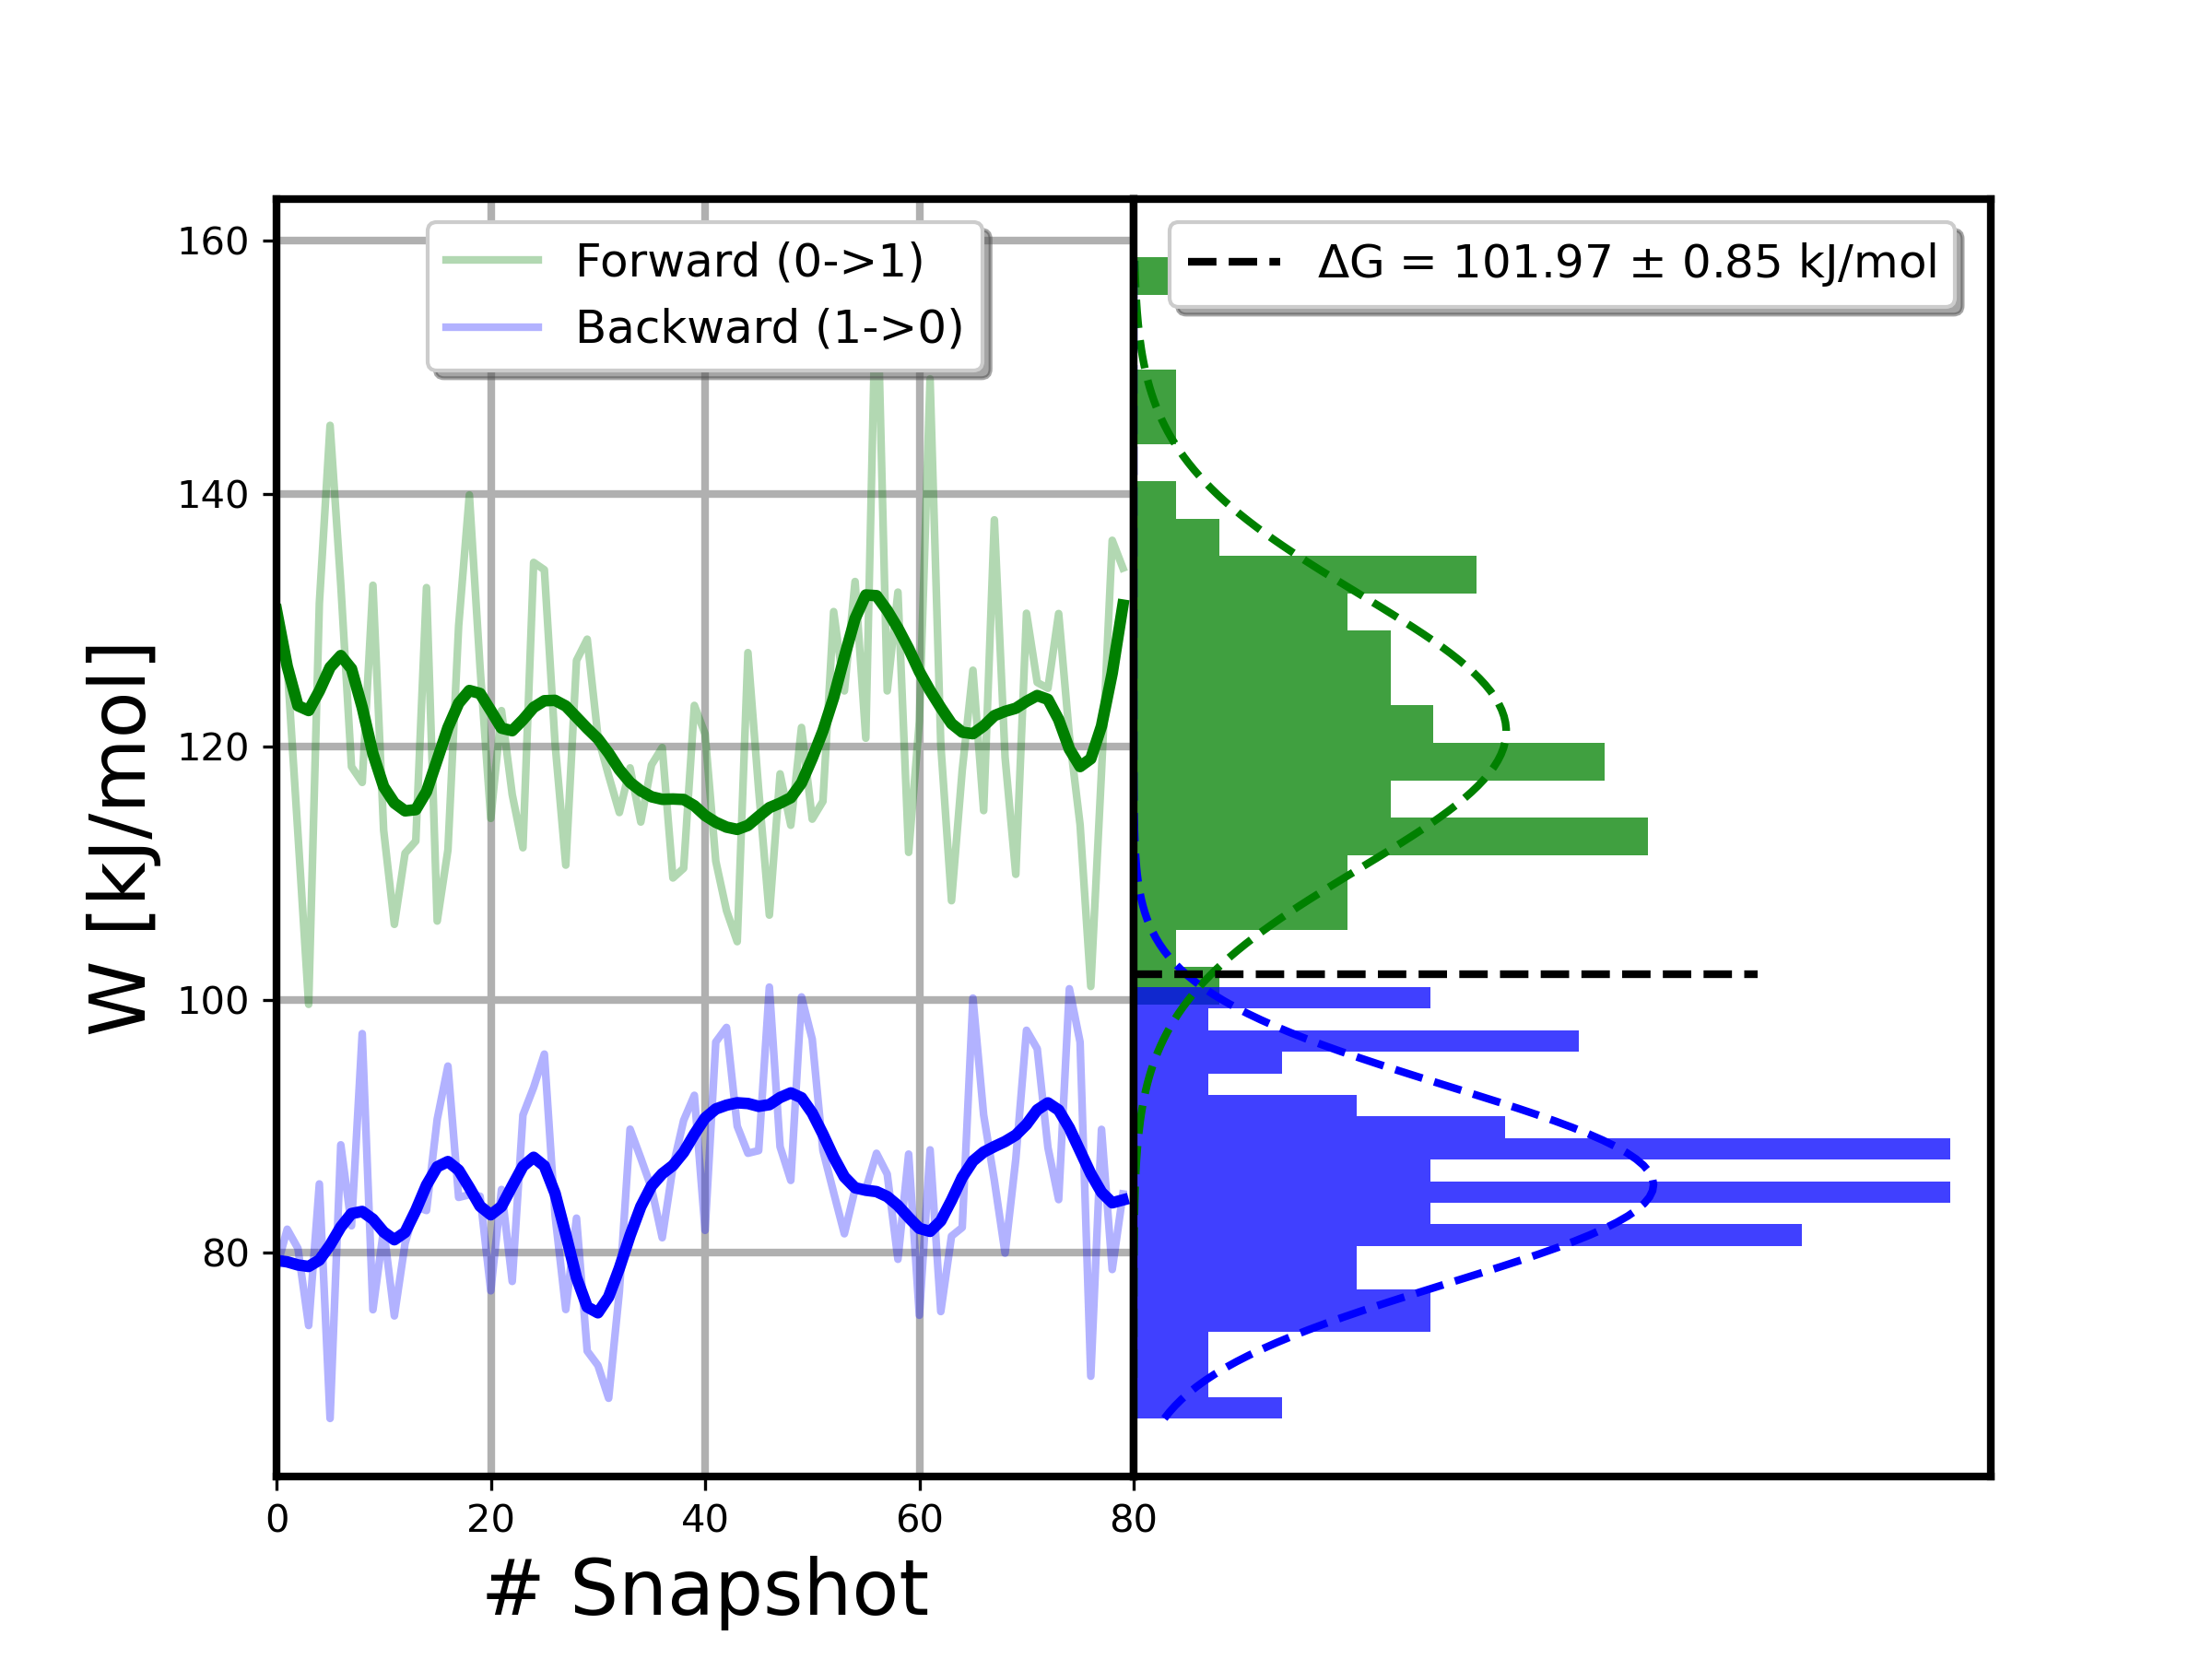 160
140
120
100
80
W [kJ/mol]
Forward (0->1)
Backward (1->0)
ΔG = 101.97 ± 0.85 kJ/mol
0 20 40 60 80
# Snapshot